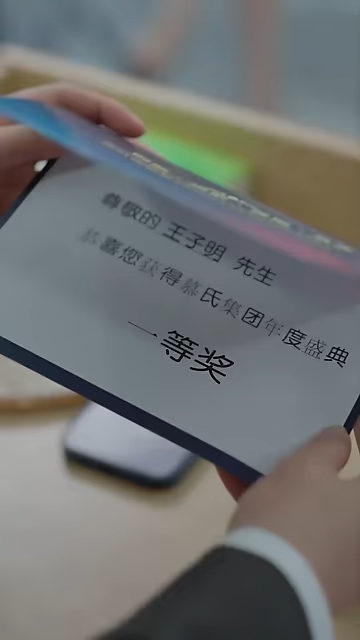 尊敬的 王子明 先生
恭喜您获得慕氏集团年度盛典
一等奖